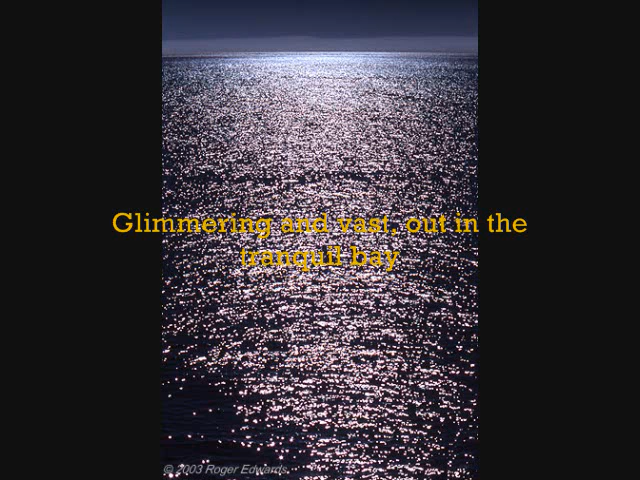 Glimmering and vast, out in the
tranquil bay
© 2003 Roger Edwards